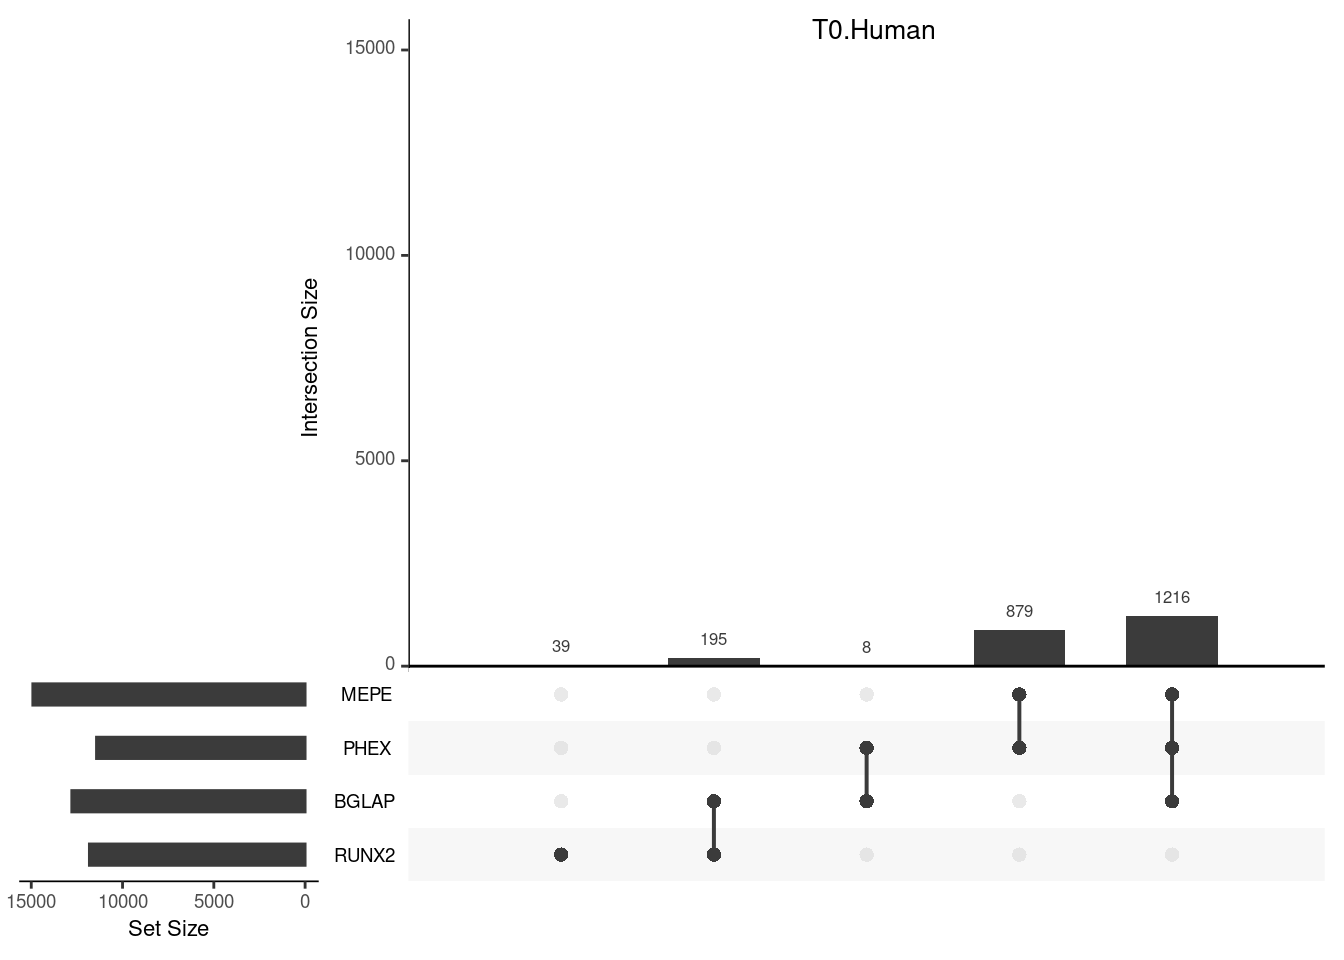 T0.Human
15000
10000
5000
0
Intersection Size
39
195
8
879
1216
MEPE
PHEX
BGLAP
RUNX2
15000 10000 5000 0
Set Size